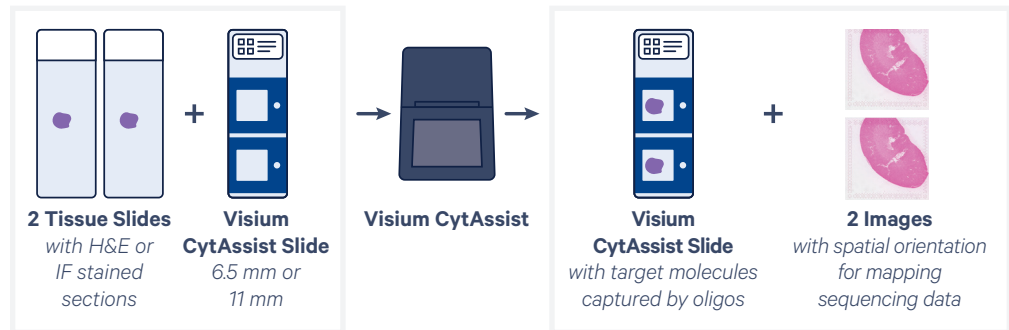 2 Tissue Slides
with H&E or
IF stained
sections
Visium
CytAssist Slide
6.5 mm or
11 mm
Visium CytAssist
Visium
CytAssist Slide
with target molecules
captured by oligos
2 Images
with spatial orientation
for mapping
sequencing data